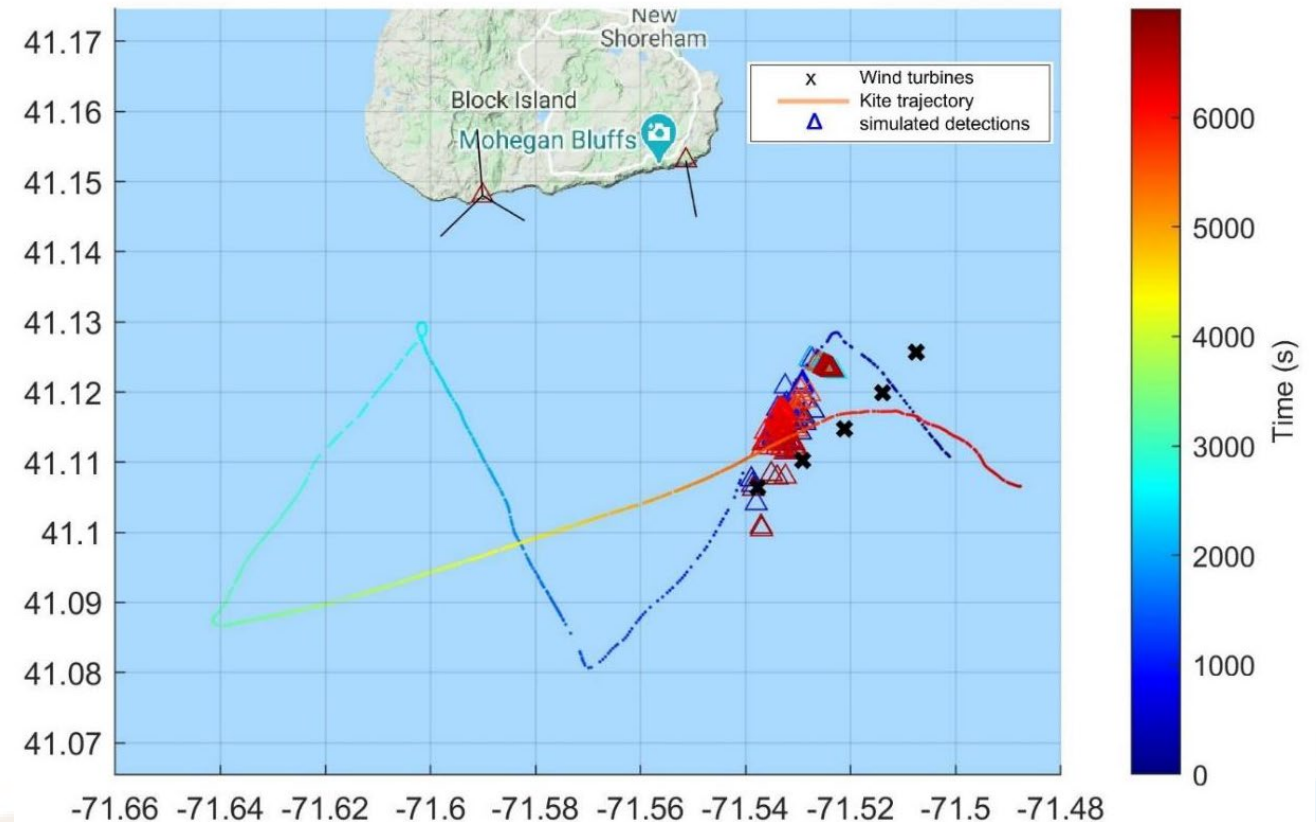 41.17
41.16
41.15
41.14
41.13
41.12
41.11
41.1
41.09
41.08
41.07
-71.66 -71.64 -71.62 -71.6 -71.58 -71.56 -71.54 -71.52 -71.5 -71.48
New
Shoreham
Block Island
Mohegan Bluffs
x Wind turbines
Kite trajectory
simulated detections
6000
5000
4000
3000
2000
1000
0
Time (s)